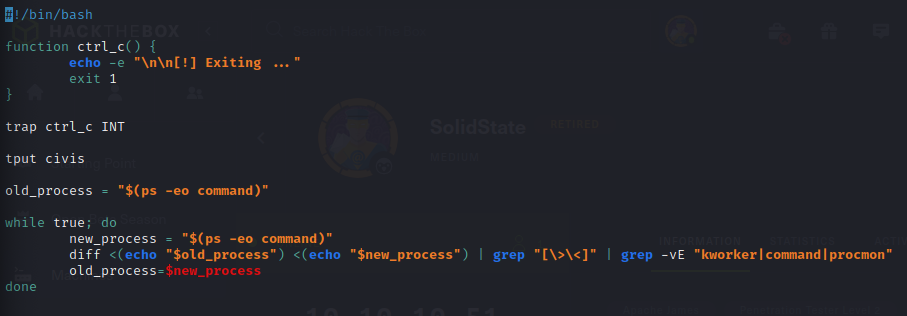 #!/bin/bash
HACKTHEBOX
function ctrl_c() {
        echo -e "\n\n[!] Exiting ..."
        exit 1
}
trap ctrl_c INT
tput civis
SolidState
RETIRED
MEDIUM
old_process = "$(ps -eo command)"
while true; do
        new_process = "$(ps -eo command)"
        diff <(echo "$old_process") <(echo "$new_process") | grep "[\>\<]" | grep -vE "kworker|command|procmon"
        old_process=$new_process
done
INFORMATION
STATISTICS